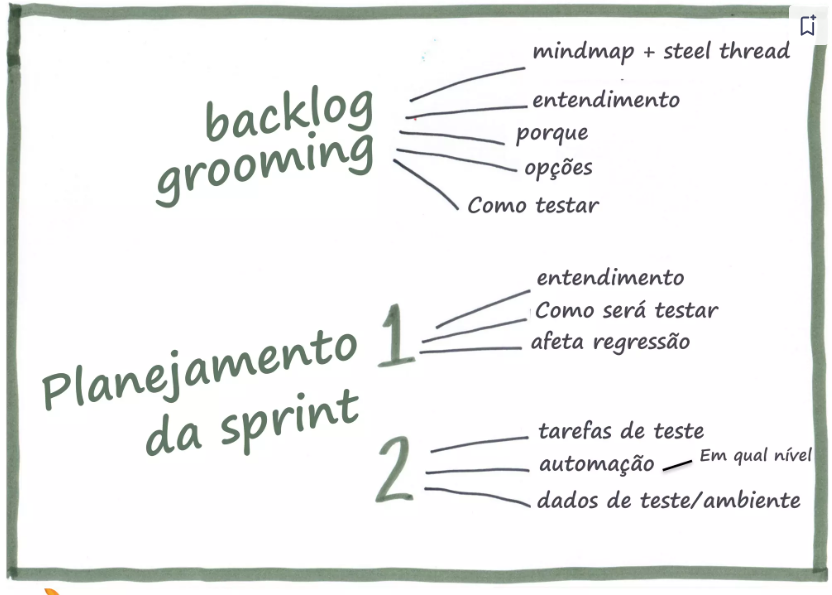 backlog
grooming
mindmap + steel thread
entendimento
porque
opções
Como testar
Planejamento
da sprint
1
entendimento
Como será testar
afeta regressão
2
tarefas de teste
automação
Em qual nível
dados de teste/ambiente